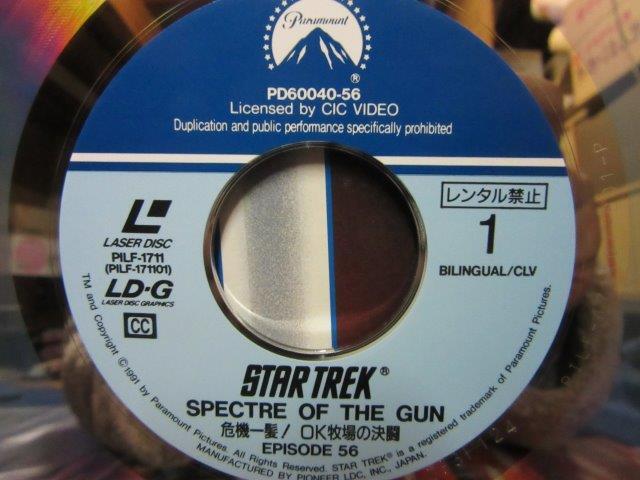 Paramount
®
PD60040-56
Licensed by CIC VIDEO
Duplication and public performance specifically prohibited
LASER DISC
PILF-1711
(PILF-171101)
LD-G
LASER DISC GRAPHICS
CC
レンタル禁止
1
BILINGUAL/CLV
STAR TREK®
SPECTRE OF THE GUN
危機一髪! OK牧場の決闘
EPISODE 56
TM and Copyright ©1991 by Paramount Pictures. All Rights Reserved. STAR TREK® is a registered trademark of Paramount Pictures.
MANUFACTURED BY PIONEER LDC, INC., JAPAN.